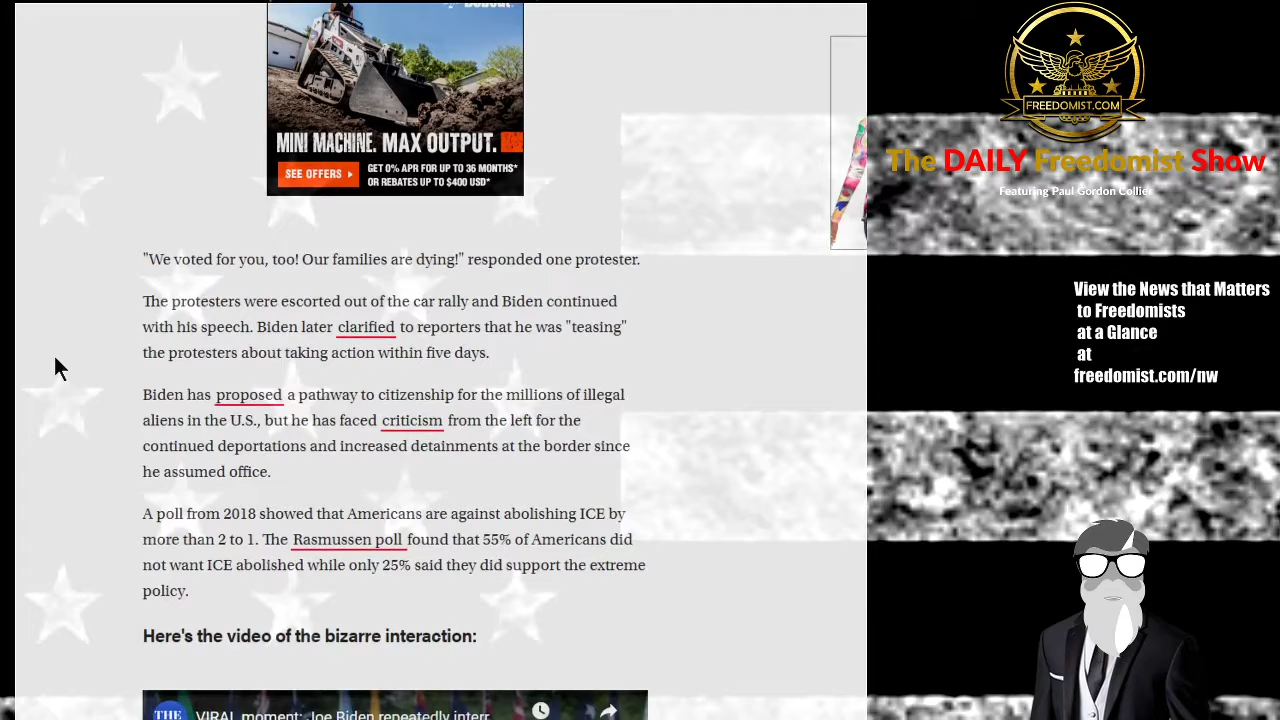 MINI MACHINE. MAX OUTPUT.
SEE OFFERS
GET 0% APR FOR UP TO 36 MONTHS*
OR REBATES UP TO $400 USD*
"We voted for you, too! Our families are dying!" responded one protester.
The protesters were escorted out of the car rally and Biden continued
with his speech. Biden later clarified to reporters that he was "teasing"
the protesters about taking action within five days.
Biden has proposed a pathway to citizenship for the millions of illegal
aliens in the U.S., but he has faced criticism from the left for the
continued deportations and increased detainments at the border since
he assumed office.
A poll from 2018 showed that Americans are against abolishing ICE by
more than 2 to 1. The Rasmussen poll found that 55% of Americans did
not want ICE abolished while only 25% said they did support the extreme
policy.
Here's the video of the bizarre interaction:
THE
VIRAL moment: Joe Biden repeatedly interr
FREEDOMIST.COM
The DAILY Freedomist Show
Featuring Paul Gordon Collier
View the News that Matters
to Freedomists
at a Glance
at
freedomist.com/nw